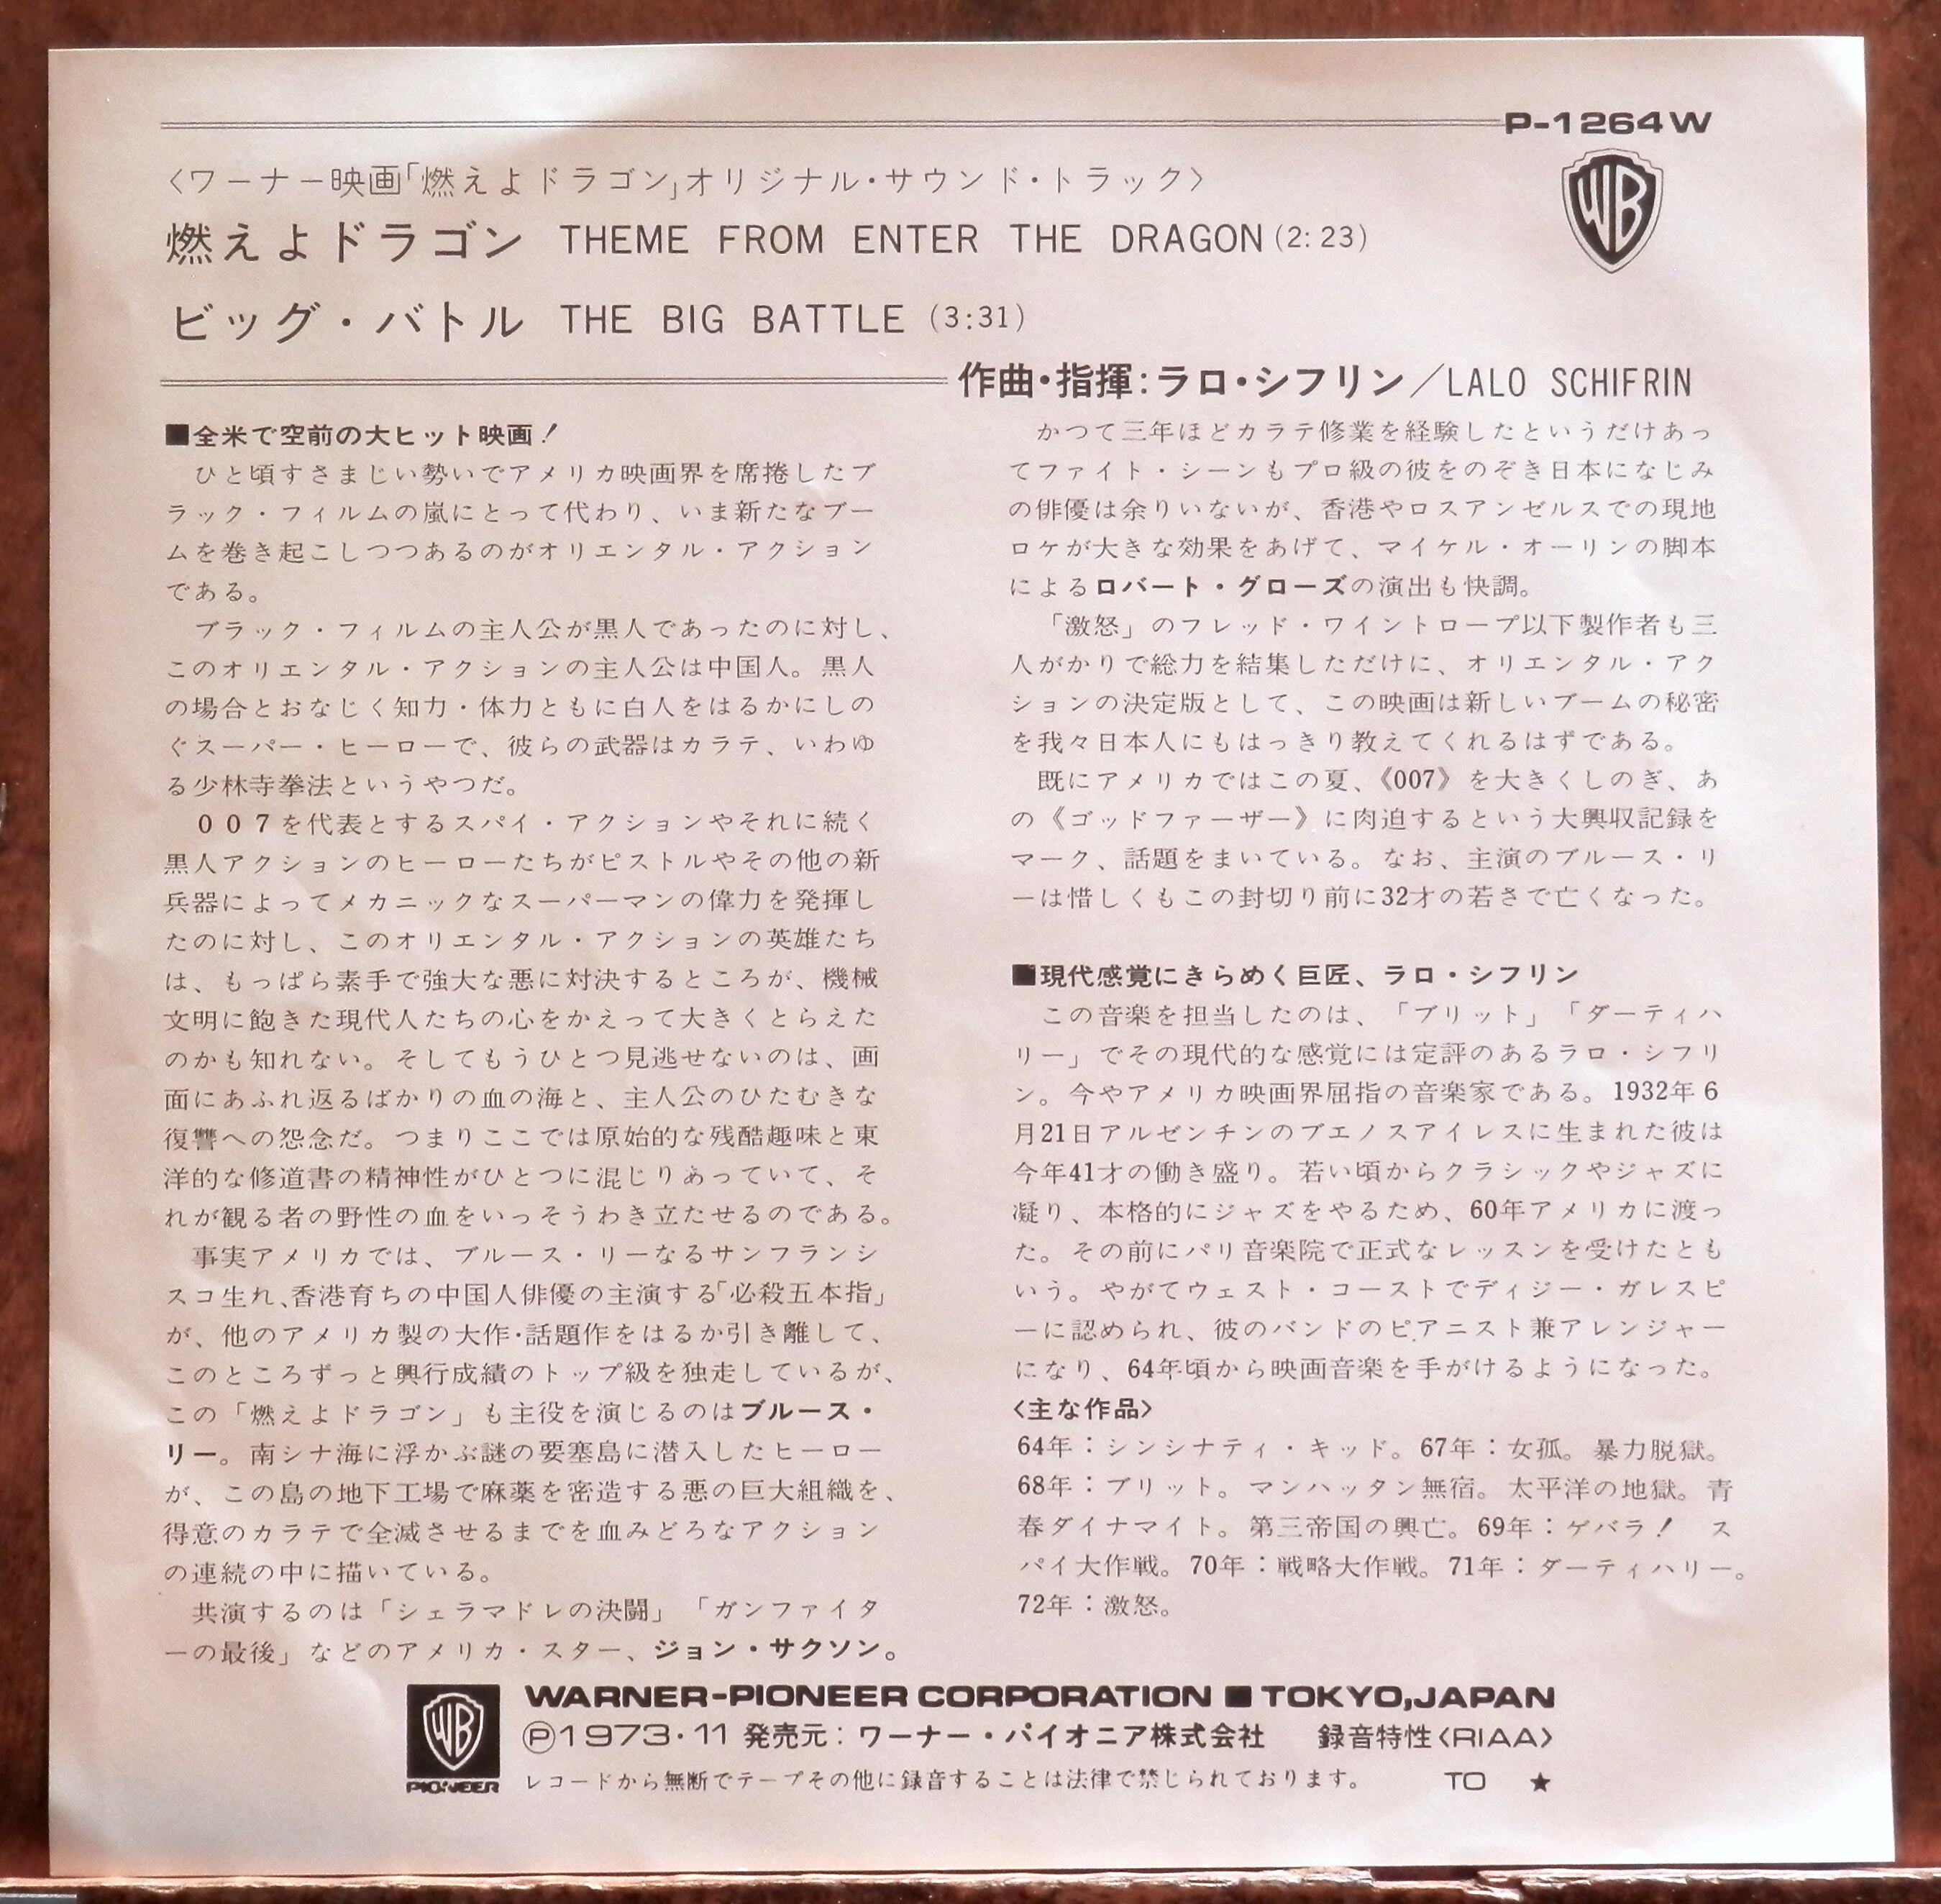 P-1264W
〈ワーナー映画「燃えよドラゴン」オリジナル・サウンド・トラック〉
燃えよドラゴン THEME FROM ENTER THE DRAGON (2:23)
ビッグ・バトル THE BIG BATTLE (3:31)
作曲・指揮:ラロ・シフリン/LALO SCHIFRIN
■全米で空前の大ヒット映画!
ひと頃すさまじい勢いでアメリカ映画界を席捲したブ
ラック・フィルムの嵐にとって代わり、いま新たなブー
ムを巻き起こしつつあるのがオリエンタル・アクション
である。
ブラック・フィルムの主人公が黒人であったのに対し、
このオリエンタル・アクションの主人公は中国人。黒人
の場合とおなじく知力・体力ともに白人をはるかにしの
ぐスーパー・ヒーローで、彼らの武器はカラテ、いわゆ
る少林寺拳法というやつだ。
007を代表とするスパイ・アクションやそれに続く
黒人アクションのヒーローたちがピストルやその他の新
兵器によってメカニックなスーパーマンの偉力を発揮し
たのに対し、このオリエンタル・アクションの英雄たち
は、もっぱら素手で強大な悪に対決するところが、機械
文明に飽きた現代人たちの心をかえって大きくとらえた
のかも知れない。そしてもうひとつ見逃せないのは、画
面にあふれ返るばかりの血の海と、主人公のひたむきな
復讐への怨念だ。つまりここでは原始的な残酷趣味と東
洋的な修道書の精神性がひとつに混じりあっていて、そ
れが観る者の野性の血をいっそうわき立たせるのである。
事実アメリカでは、ブルース・リーなるサンフランシ
スコ生れ、香港育ちの中国人俳優の主演する「必殺五本指」
が、他のアメリカ製の大作・話題作をはるか引き離して、
このところずっと興行成績のトップ級を独走しているが、
この「燃えよドラゴン」も主役を演じるのはブルース・
リー。南シナ海に浮かぶ謎の要塞島に潜入したヒーロー
が、この島の地下工場で麻薬を密造する悪の巨大組織を、
得意のカラテで全滅させるまでを血みどろなアクション
の連続の中に描いている。
共演するのは「シェラマドレの決闘」「ガンファイタ
ーの最後」などのアメリカ・スター、ジョン・サクソン。
かつて三年ほどカラテ修業を経験したというだけあっ
てファイト・シーンもプロ級の彼をのぞき日本になじみ
の俳優は余りいないが、香港やロスアンゼルスでの現地
ロケが大きな効果をあげて、マイケル・オーリンの脚本
によるロバート・グローズの演出も快調。
「激怒」のフレッド・ワイントロープ以下製作者も三
人がかりで総力を結集しただけに、オリエンタル・アク
ションの決定版として、この映画は新しいブームの秘密
を我々日本人にもはっきり教えてくれるはずである。
既にアメリカではこの夏、《007》を大きくしのぎ、あ
の《ゴッドファーザー》に肉迫するという大興収記録を
マーク、話題をまいている。なお、主演のブルース・リ
ーは惜しくもこの封切り前に32才の若さで亡くなった。
■現代感覚にきらめく巨匠、ラロ・シフリン
この音楽を担当したのは、「ブリット」「ダーティハ
リー」でその現代的な感覚には定評のあるラロ・シフリ
ン。今やアメリカ映画界屈指の音楽家である。1932年6
月21日アルゼンチンのブエノスアイレスに生まれた彼は
今年41才の働き盛り。若い頃からクラシックやジャズに
凝り、本格的にジャズをやるため、60年アメリカに渡っ
た。その前にパリ音楽院で正式なレッスンを受けたとも
いう。やがてウェスト・コーストでディジー・ガレスピ
ーに認められ、彼のバンドのピアニスト兼アレンジャー
になり、64年頃から映画音楽を手がけるようになった。
〈主な作品〉
64年:シンシナティ・キッド。67年:女孤。暴力脱獄。
68年:ブリット。マンハッタン無宿。太平洋の地獄。青
春ダイナマイト。第三帝国の興亡。69年:ゲバラ! ス
パイ大作戦。70年:戦略大作戦。71年:ダーティハリー。
72年:激怒。
WARNER-PIONEER CORPORATION ■ TOKYO,JAPAN
Ⓟ1973・11 発売元:ワーナー・パイオニア株式会社 録音特性〈RIAA〉
PIONEER
レコードから無断でテープその他に録音することは法律で禁じられております。 TO ★